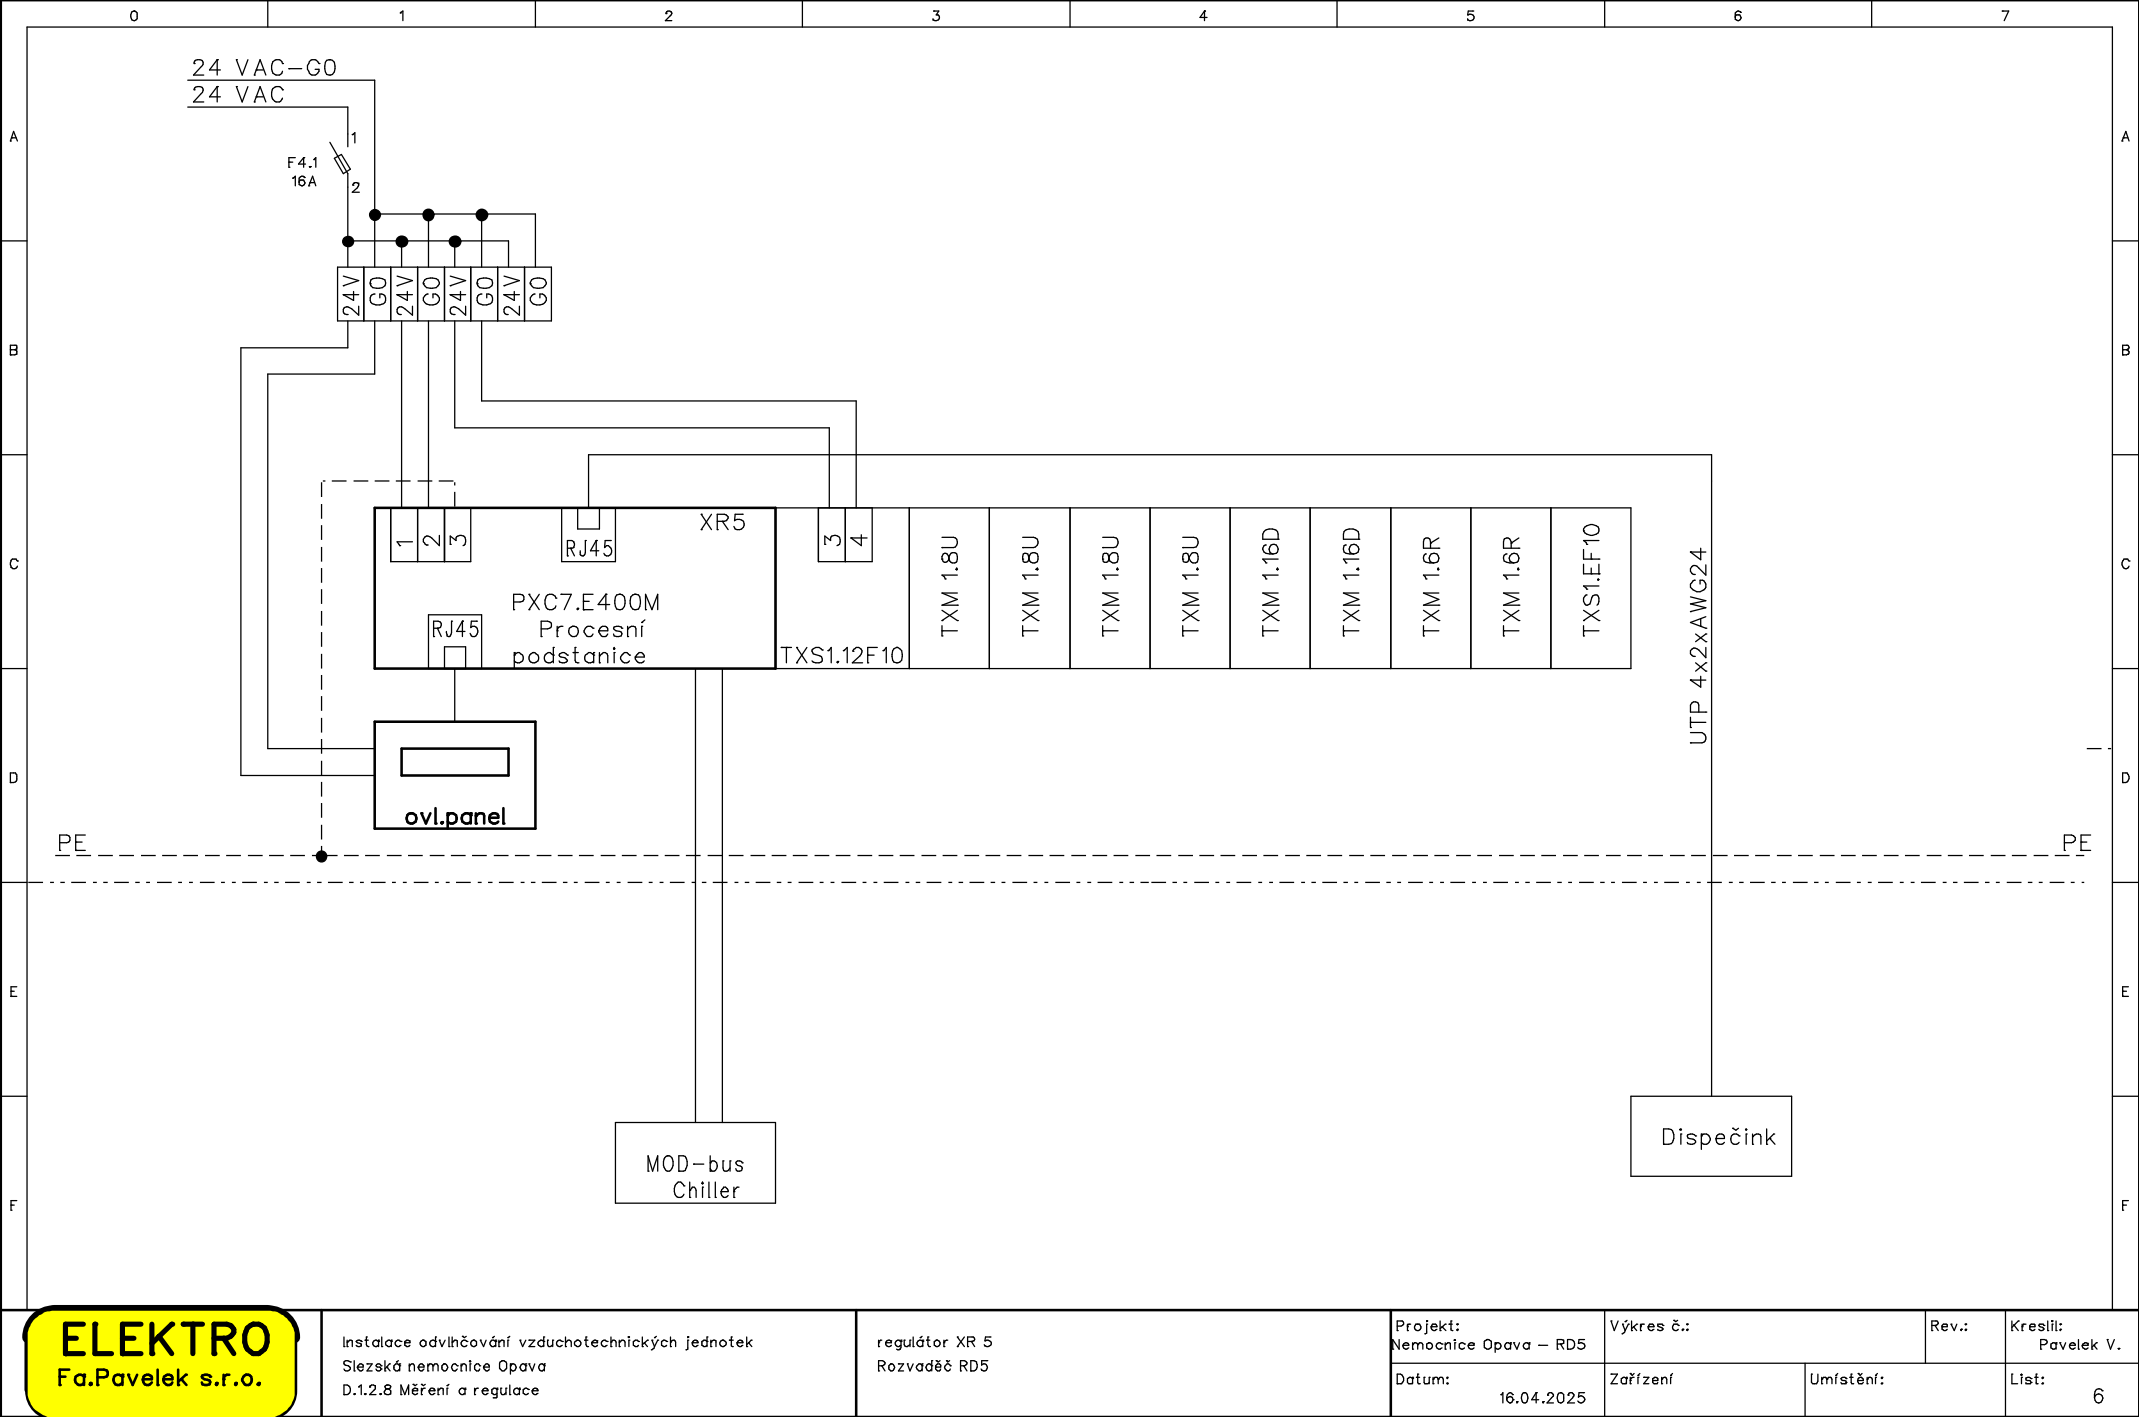 0 1 2 3 4 5 6 7
24 VAC-G0
24 VAC
A A
1
F4.1
16A
2
24V G0 24V G0 24V G0 24V G0
B B
1 2 3
RJ45
XR5
3 4
TXM 1.8U
TXM 1.8U
TXM 1.8U
TXM 1.8U
TXM 1.16D
TXM 1.16D
TXM 1.6R
TXM 1.6R
TXS1.EF10
C C
PXC7.E400M
Procesní
podstanice
RJ45
TXS1.12F10
UTP 4x2xAWG24
D D
ovl.panel
PE PE
E E
Dispečink
MOD-bus
Chiller
F F
ELEKTRO
Fa.Pavelek s.r.o.
Instalace odvlhčování vzduchotechnických jednotek
Slezská nemocnice Opava
D.1.2.8 Měření a regulace
regulátor XR 5
Rozvaděč RD5
Projekt:
Nemocnice Opava - RD5
Výkres č.:
Rev.:
Kreslil:
Pavelek V.
Datum:
16.04.2025
Zařízení
Umístění:
List:
6